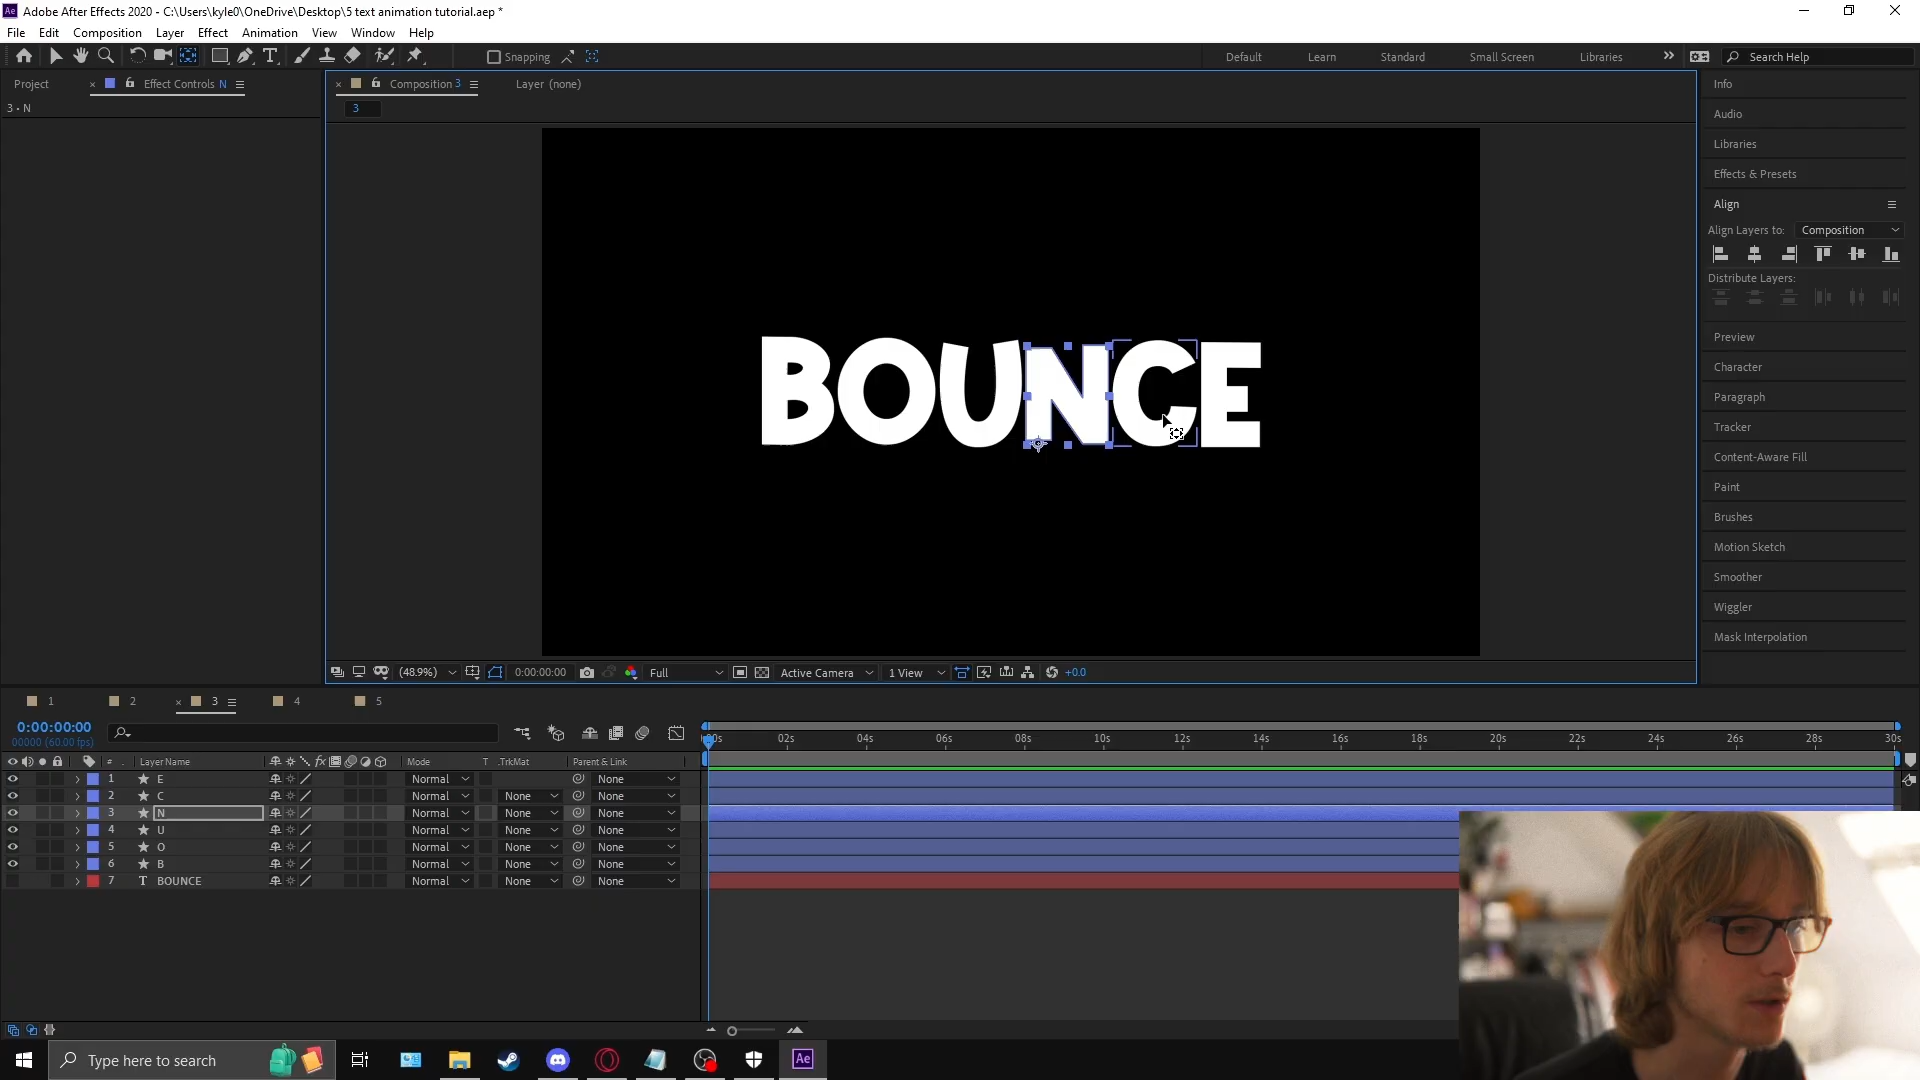 Ae Adobe After Effects 2020 - C:\Users\kyle0\OneDrive\Desktop\5 text animation tutorial.aep *
File Edit Composition Layer Effect Animation View Window Help
Snapping
Default Learn Standard Small Screen Libraries
Search Help
Project
Effect Controls N
3 • N
Composition 3
Layer (none)
3
BOUNCE
Info
Audio
Libraries
Effects & Presets
Align
Align Layers to: Composition
Distribute Layers:
Preview
Character
Paragraph
Tracker
Content-Aware Fill
Paint
Brushes
Motion Sketch
Smoother
Wiggler
Mask Interpolation
(48.9%) 0:00:00:00 Full Active Camera 1 View +0.0
1 2 3 4 5
0:00:00:00
00000 (60.00 fps)
00s 02s 04s 06s 08s 10s 12s 14s 16s 18s 20s 22s 24s 26s 28s 30s
# Layer Name Mode T .TrkMat Parent & Link
1 E Normal None
2 C Normal None None
3 N Normal None None
4 U Normal None None
5 O Normal None None
6 B Normal None None
7 T BOUNCE Normal None None
Type here to search
Ae